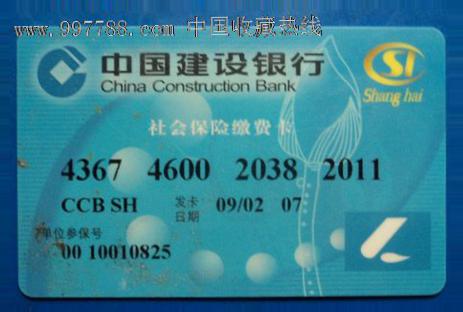 www.997788.com 中国收藏热线
中国建设银行
China Construction Bank
SI
Shang hai
社会保险缴费卡
4367 4600 2038 2011
CCB SH 发卡日期 09/02 07
单位参保号
00 10010825